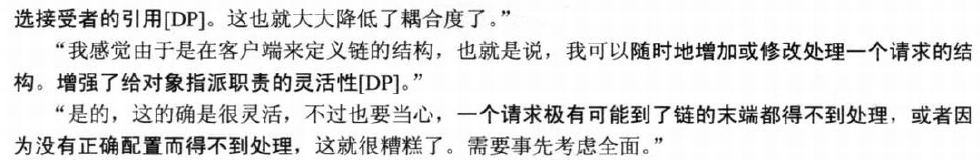 选接受者的引用[DP]。这也就大大降低了耦合度了。”
“我感觉由于是在客户端来定义链的结构，也就是说，我可以随时地增加或修改处理一个请求的结
构。增强了给对象指派职责的灵活性[DP]。”
“是的，这的确是很灵活，不过也要当心，一个请求极有可能到了链的末端都得不到处理，或者因
为没有正确配置而得不到处理，这就很糟糕了。需要事先考虑全面。”